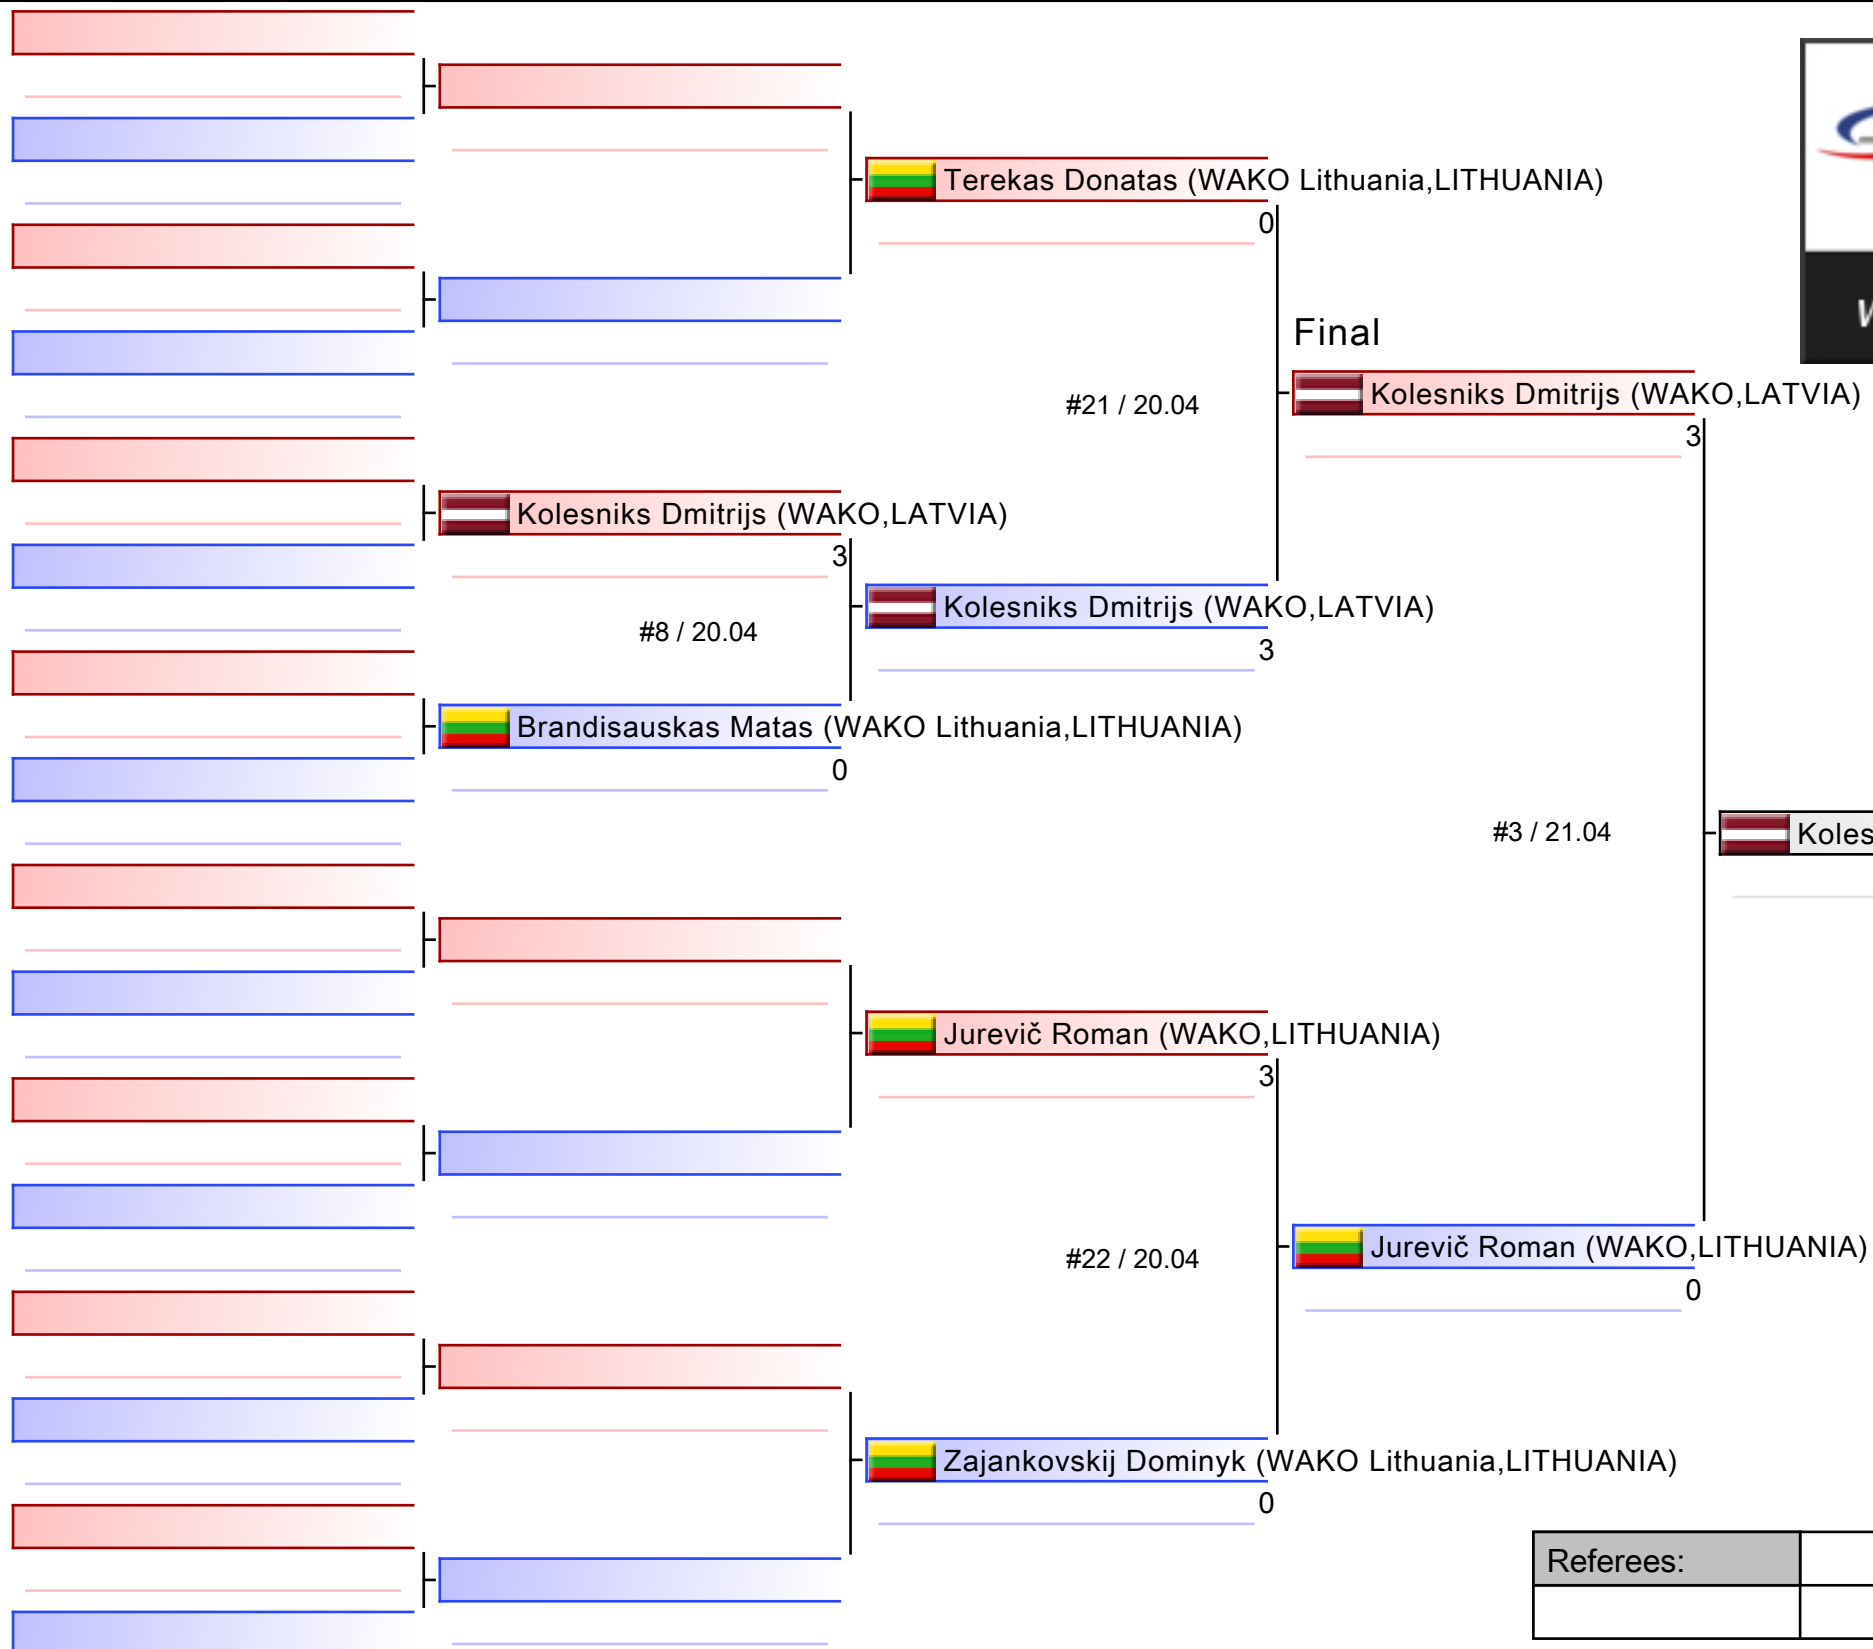 Terekas Donatas (WAKO Lithuania,LITHUANIA)
0
Final
#21 / 20.04
Kolesniks Dmitrijs (WAKO,LATVIA)
3
Kolesniks Dmitrijs (WAKO,LATVIA)
3
#8 / 20.04
Kolesniks Dmitrijs (WAKO,LATVIA)
3
Brandisauskas Matas (WAKO Lithuania,LITHUANIA)
0
#3 / 21.04
Koles
Jurevič Roman (WAKO,LITHUANIA)
3
#22 / 20.04
Jurevič Roman (WAKO,LITHUANIA)
0
Zajankovskij Dominyk (WAKO Lithuania,LITHUANIA)
0
Referees: